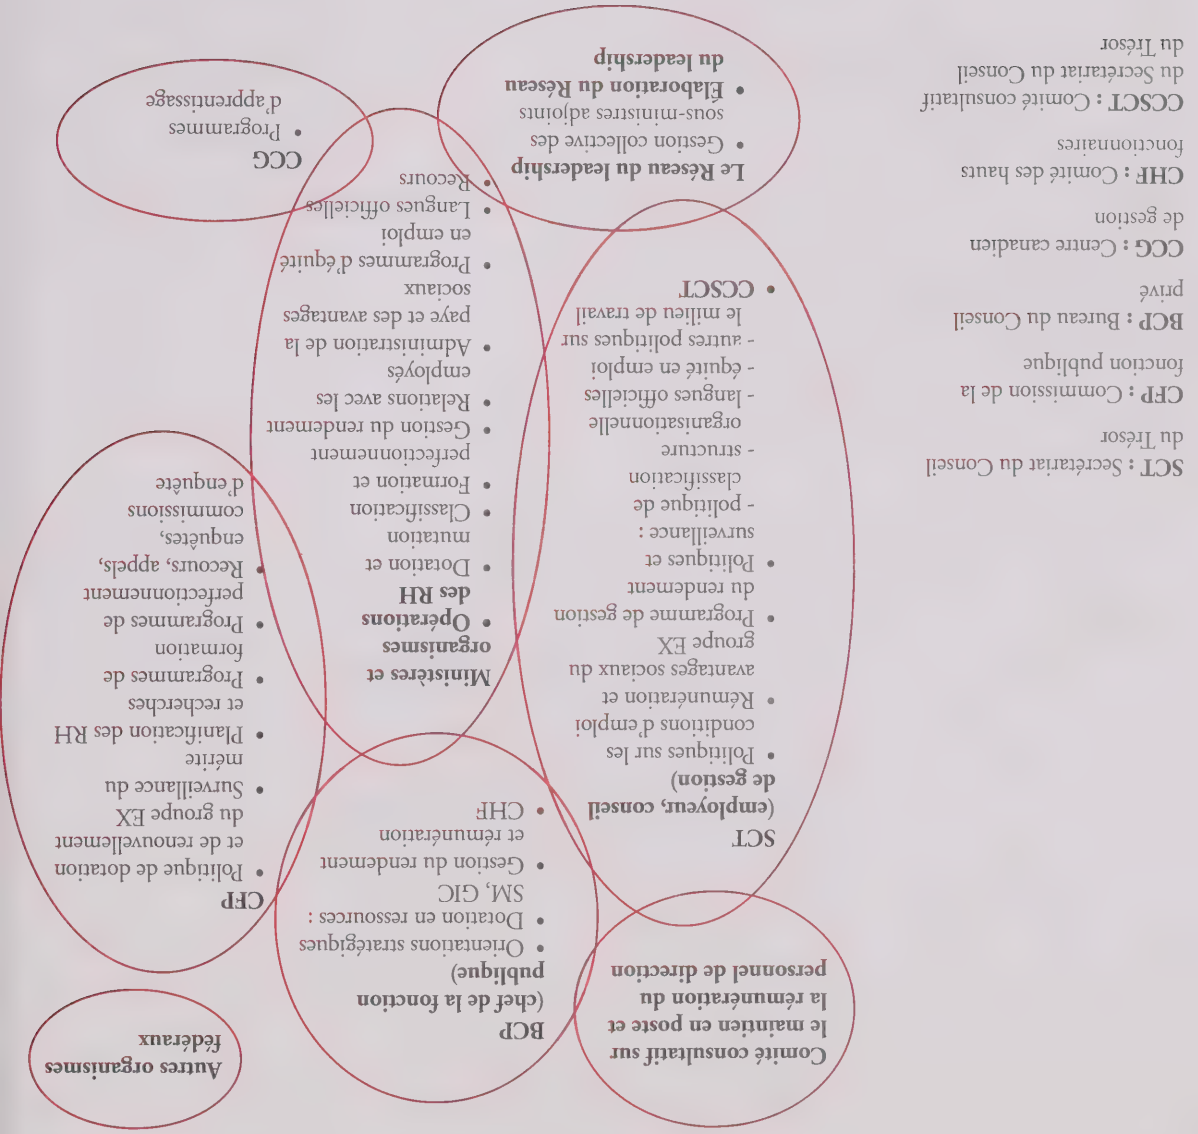 Comité consultatif sur
le maintien en poste et
la rémunération du
personnel de direction
BCP
(chef de la fonction
publique)
• Orientations stratégiques
• Dotation en ressources :
SM, GIC
• Gestion du rendement
et rémunération
• CHF
Autres organismes
fédéraux
SCT
(employeur, conseil
de gestion)
• Politiques sur les
conditions d'emploi
• Rémunération et
avantages sociaux du
groupe EX
• Programme de gestion
du rendement
• Politiques et
surveillance :
- politique de
classification
- structure
organisationnelle
- langues officielles
- équité en emploi
- autres politiques sur
le milieu de travail
• CCSCT
Ministères et
organismes
• Opérations
des RH
• Dotation et
mutation
• Classification
• Formation et
perfectionnement
• Gestion du rendement
• Relations avec les
employés
• Administration de la
paye et des avantages
sociaux
• Programmes d'équité
en emploi
• Langues officielles
• Recours
CFP
• Politique de dotation
et de renouvellement
du groupe EX
• Surveillance du
mérite
• Planification des RH
et recherches
• Programmes de
formation
• Programmes de
perfectionnement
• Recours, appels,
enquêtes,
commissions
d'enquête
Le Réseau du leadership
• Gestion collective des
sous-ministres adjoints
• Élaboration du Réseau
du leadership
CCG
• Programmes
d'apprentissage
SCT : Secrétariat du Conseil
du Trésor
CFP : Commission de la
fonction publique
BCP : Bureau du Conseil
privé
CCG : Centre canadien
de gestion
CHF : Comité des hauts
fonctionnaires
CCSCT : Comité consultatif
du Secrétariat du Conseil
du Trésor